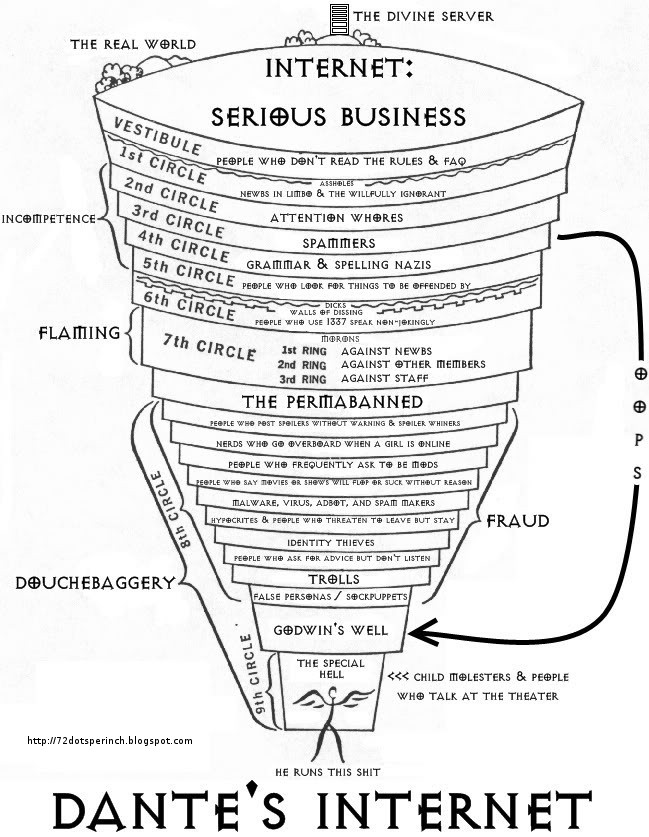 THE DIVINE SERVER
THE REAL WORLD
INTERNET:
SERIOUS BUSINESS
VESTIBULE
PEOPLE WHO DON'T READ THE RULES & FAQ
1st CIRCLE
ASSHOLES
NEWBS IN LIMBO & THE WILLFULLY IGNORANT
2nd CIRCLE
ATTENTION WHORES
INCOMPETENCE
3rd CIRCLE
SPAMMERS
4th CIRCLE
GRAMMAR & SPELLING NAZIS
5th CIRCLE
PEOPLE WHO LOOK FOR THINGS TO BE OFFENDED BY
DICKS
WALLS OF DISSING
6th CIRCLE
PEOPLE WHO USE 1337 SPEAK NON-JOKINGLY
FLAMING
MORONS
7th CIRCLE
1st RING AGAINST NEWBS
2nd RING AGAINST OTHER MEMBERS
3rd RING AGAINST STAFF
OOPS
THE PERMABANNED
PEOPLE WHO POST SPOILERS WITHOUT WARNING & SPOILER WHINERS
NERDS WHO GO OVERBOARD WHEN A GIRL IS ONLINE
PEOPLE WHO FREQUENTLY ASK TO BE MODS
PEOPLE WHO SAY MOVIES OR SHOWS WILL FLOP OR SUCK WITHOUT REASON
8th CIRCLE
MALWARE, VIRUS, ADBOT, AND SPAM MAKERS
HYPOCRITES & PEOPLE WHO THREATEN TO LEAVE BUT STAY
FRAUD
IDENTITY THIEVES
PEOPLE WHO ASK FOR ADVICE BUT DON'T LISTEN
DOUCHEBAGGERY
TROLLS
FALSE PERSONAS / SOCKPUPPETS
GODWIN'S WELL
9th CIRCLE .
THE SPECIAL
HELL
<<< CHILD MOLESTERS & PEOPLE
WHO TALK AT THE THEATER
http://72dotsperinch.blogspot.com
HE RUNS THIS SHIT
DANTE'S INTERNET